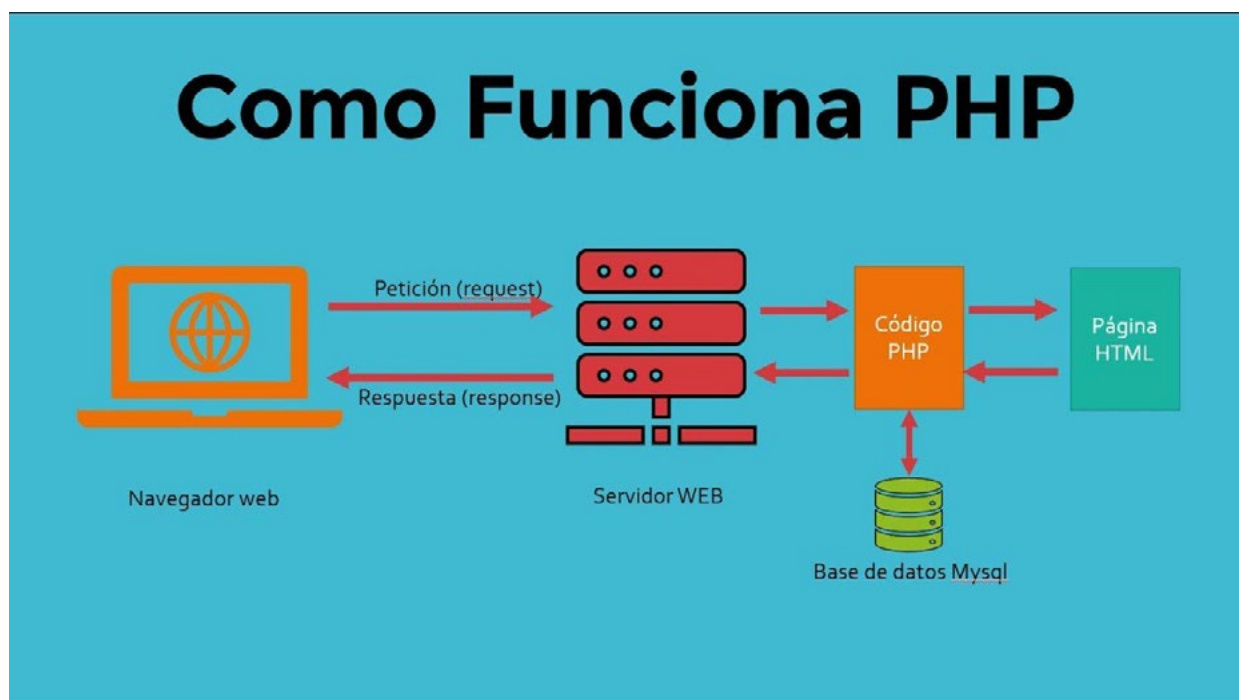 Como Funciona PHP
Petición (request)
Respuesta (response)
Código
PHP
Página
HTML
Navegador web
Servidor WEB
Base de datos Mysql